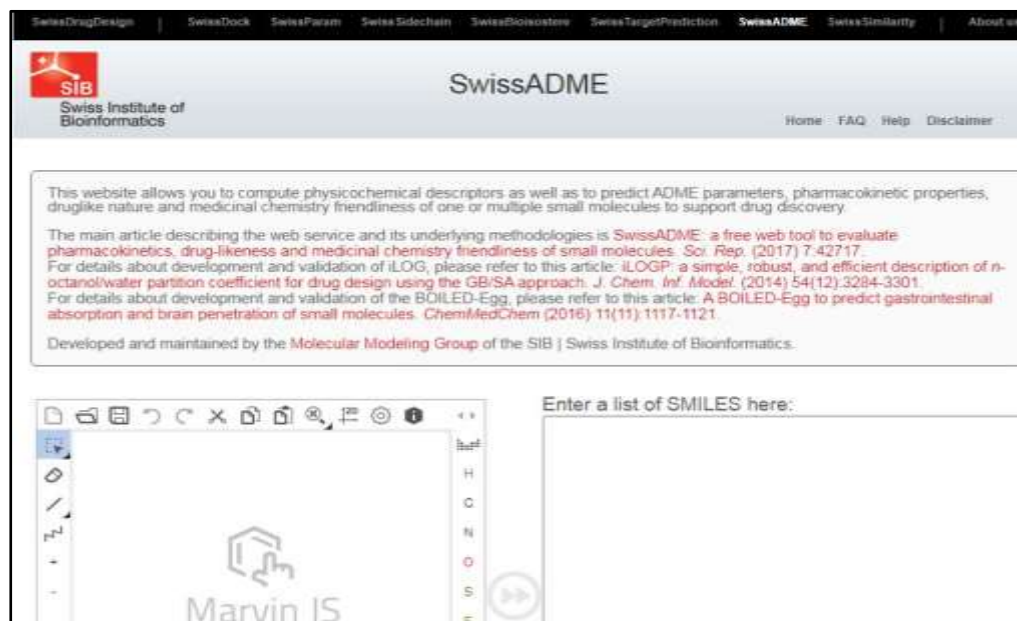 SwissDrugDesign | SwissDock SwissParam SwissSidechain SwissBioisostere SwissTargetPrediction SwissADME SwissSimilarity | About us
SIB
Swiss Institute of
Bioinformatics
SwissADME
Home FAQ Help Disclaimer
This website allows you to compute physicochemical descriptors as well as to predict ADME parameters, pharmacokinetic properties,
druglike nature and medicinal chemistry friendliness of one or multiple small molecules to support drug discovery.
The main article describing the web service and its underlying methodologies is SwissADME: a free web tool to evaluate
pharmacokinetics, drug-likeness and medicinal chemistry friendliness of small molecules. Sci. Rep. (2017) 7:42717.
For details about development and validation of iLOG, please refer to this article: iLOGP: a simple, robust, and efficient description of n-
octanol/water partition coefficient for drug design using the GB/SA approach. J. Chem. Inf. Model. (2014) 54(12):3284-3301.
For details about development and validation of the BOILED-Egg, please refer to this article: A BOILED-Egg to predict gastrointestinal
absorption and brain penetration of small molecules. ChemMedChem (2016) 11(11):1117-1121.
Developed and maintained by the Molecular Modeling Group of the SIB | Swiss Institute of Bioinformatics.
Enter a list of SMILES here:
H
C
N
O
S
Marvin JS